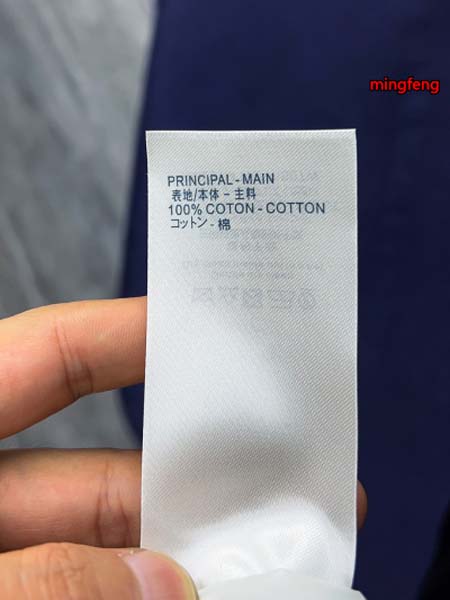 mingfeng
PRINCIPAL - MAIN
表地/本体 - 主料
100% COTON - COTTON
コットン - 棉